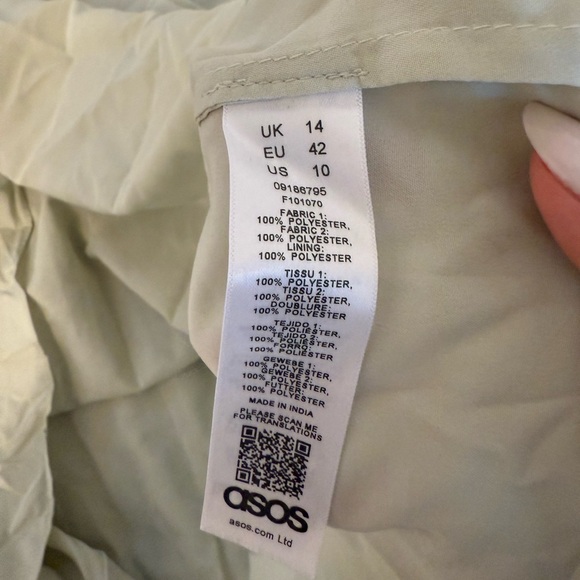 UK 14
EU 42
US 10
09186795
F101070
FABRIC 1:
100% POLYESTER,
FABRIC 2:
100% POLYESTER,
LINING:
100% POLYESTER
TISSU 1:
100% POLYESTER,
TISSU 2:
100% POLYESTER,
DOUBLURE:
100% POLYESTER
TEJIDO 1:
100% POLIÉSTER,
TEJIDO 2:
100% POLIÉSTER,
FORRO:
100% POLIÉSTER
GEWEBE 1:
100% POLYESTER,
GEWEBE 2:
100% POLYESTER,
FUTTER:
100% POLYESTER
MADE IN INDIA
PLEASE SCAN ME
FOR TRANSLATIONS
asos
asos.com Ltd